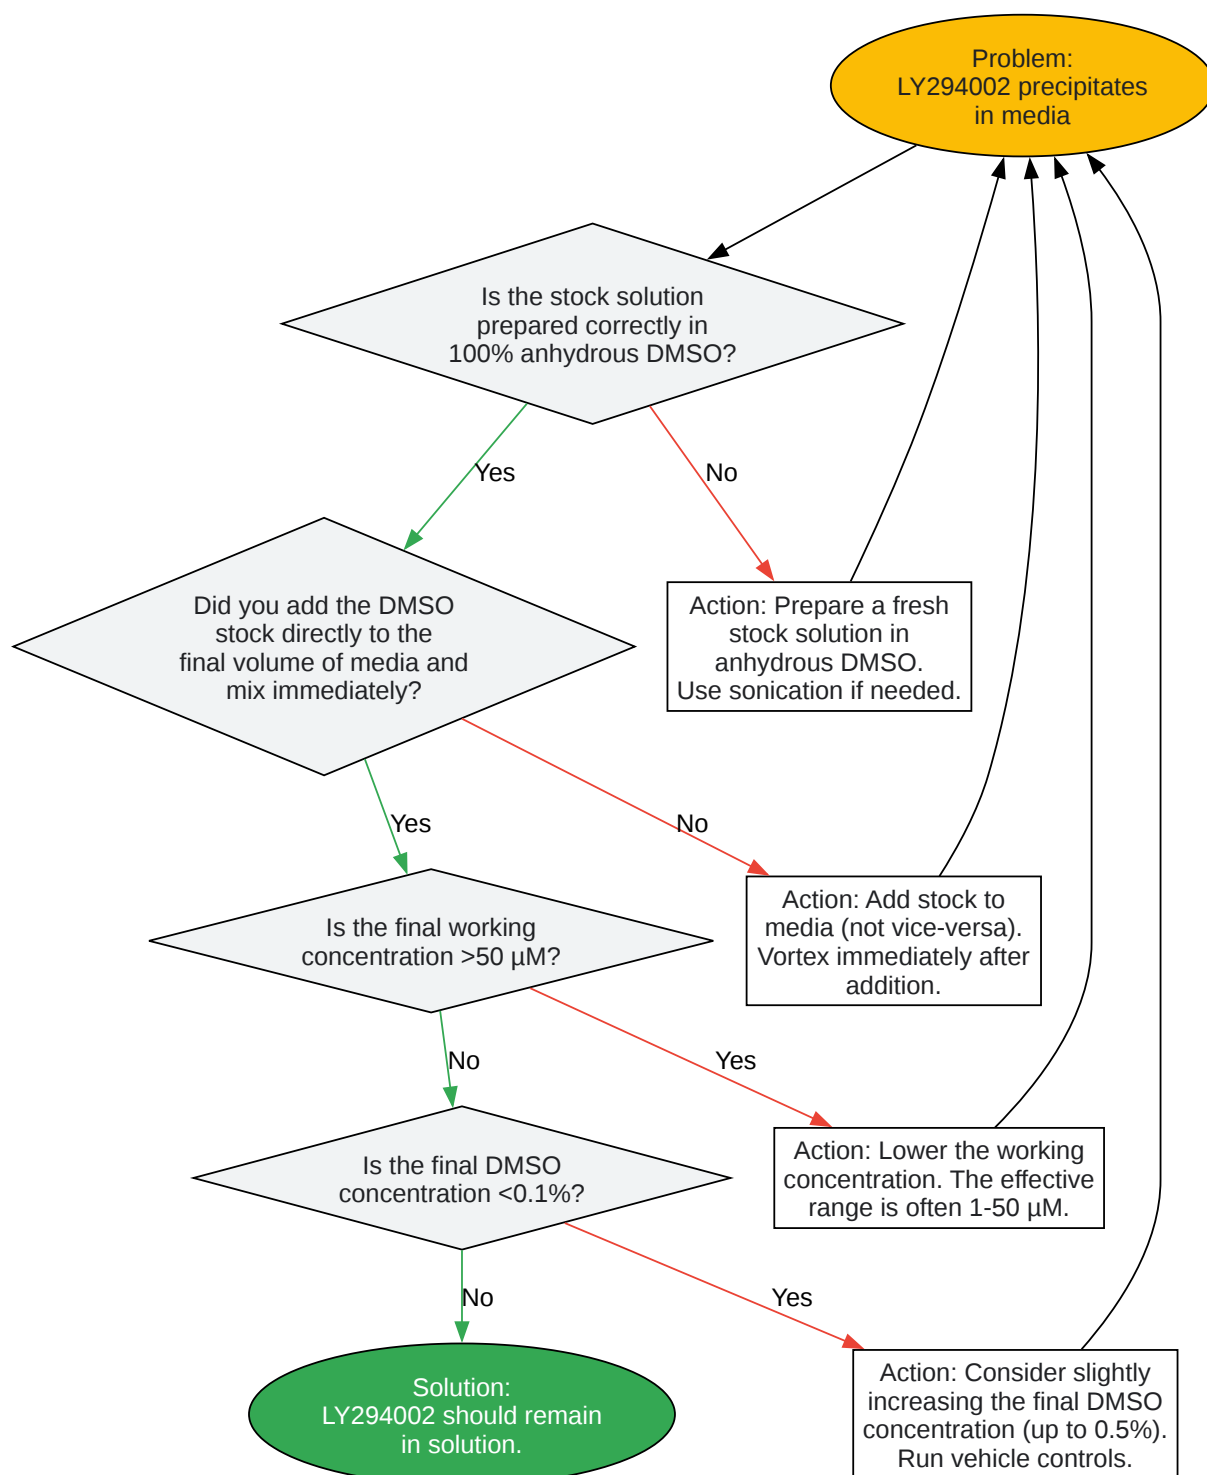 Problem:
LY294002 precipitates
in media
Is the stock solution
prepared correctly in
100% anhydrous DMSO?
Yes
No
Did you add the DMSO
stock directly to the
final volume of media and
mix immediately?
Action: Prepare a fresh
stock solution in
anhydrous DMSO.
Use sonication if needed.
Yes
No
Is the final working
concentration >50 µM?
Action: Add stock to
media (not vice-versa).
Vortex immediately after
addition.
No
Yes
Is the final DMSO
concentration <0.1%?
Action: Lower the working
concentration. The effective
range is often 1-50 µM.
No
Yes
Solution:
LY294002 should remain
in solution.
Action: Consider slightly
increasing the final DMSO
concentration (up to 0.5%).
Run vehicle controls.